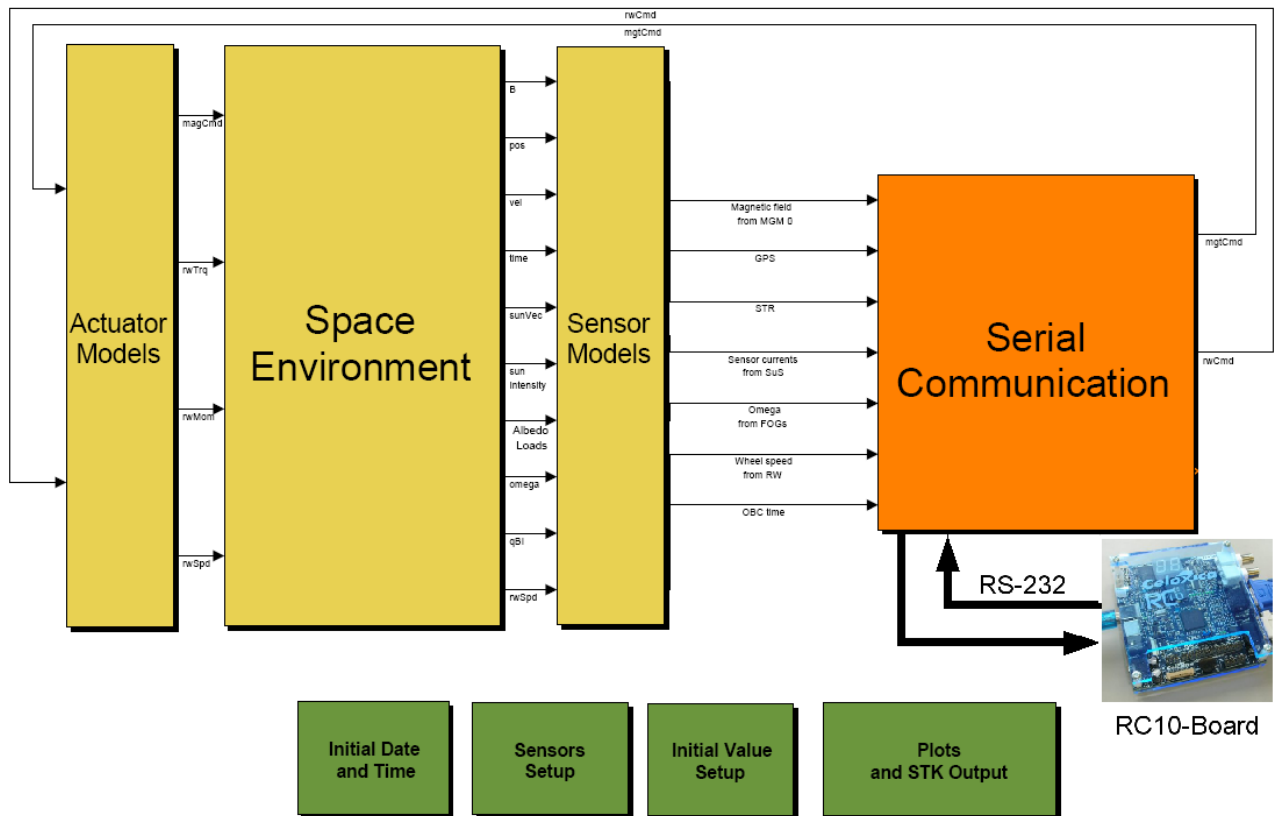 rwCmd
mgtCmd
magCmd
rwTrq
rwMom
rwSpd
Actuator
Models
Space
Environment
B
pos
vel
time
sunVec
sun
intensity
Albedo
Loads
omega
qBI
rwSpd
Sensor
Models
Magnetic field
from MGM 0
GPS
STR
Sensor currents
from SuS
Omega
from FOGs
Wheel speed
from RW
OBC time
Serial
Communication
mgtCmd
rwCmd
RS-232
Celoxica
RC10-Board
Initial Date
and Time
Sensors
Setup
Initial Value
Setup
Plots
and STK Output